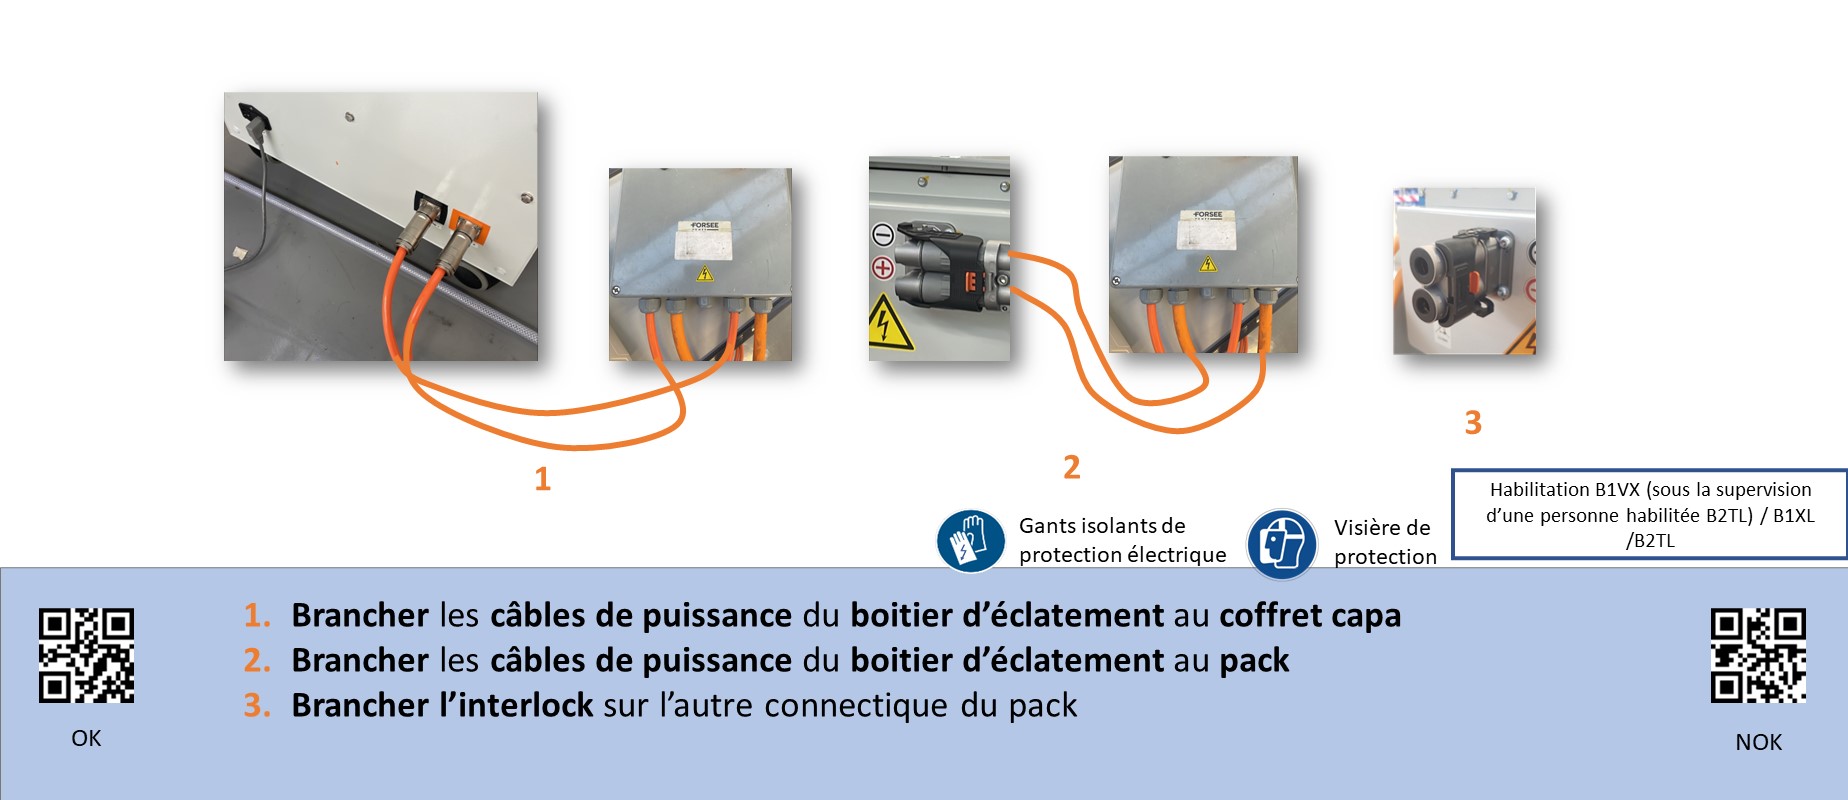 FORSEE
POWER
FORSEE
POWER
1
2
3
Gants isolants de
protection électrique
Visière de
protection
Habilitation B1VX (sous la supervision
d’une personne habilitée B2TL) / B1XL
/B2TL
1. Brancher les câbles de puissance du boitier d’éclatement au coffret capa
2. Brancher les câbles de puissance du boitier d’éclatement au pack
3. Brancher l’interlock sur l’autre connectique du pack
OK
NOK